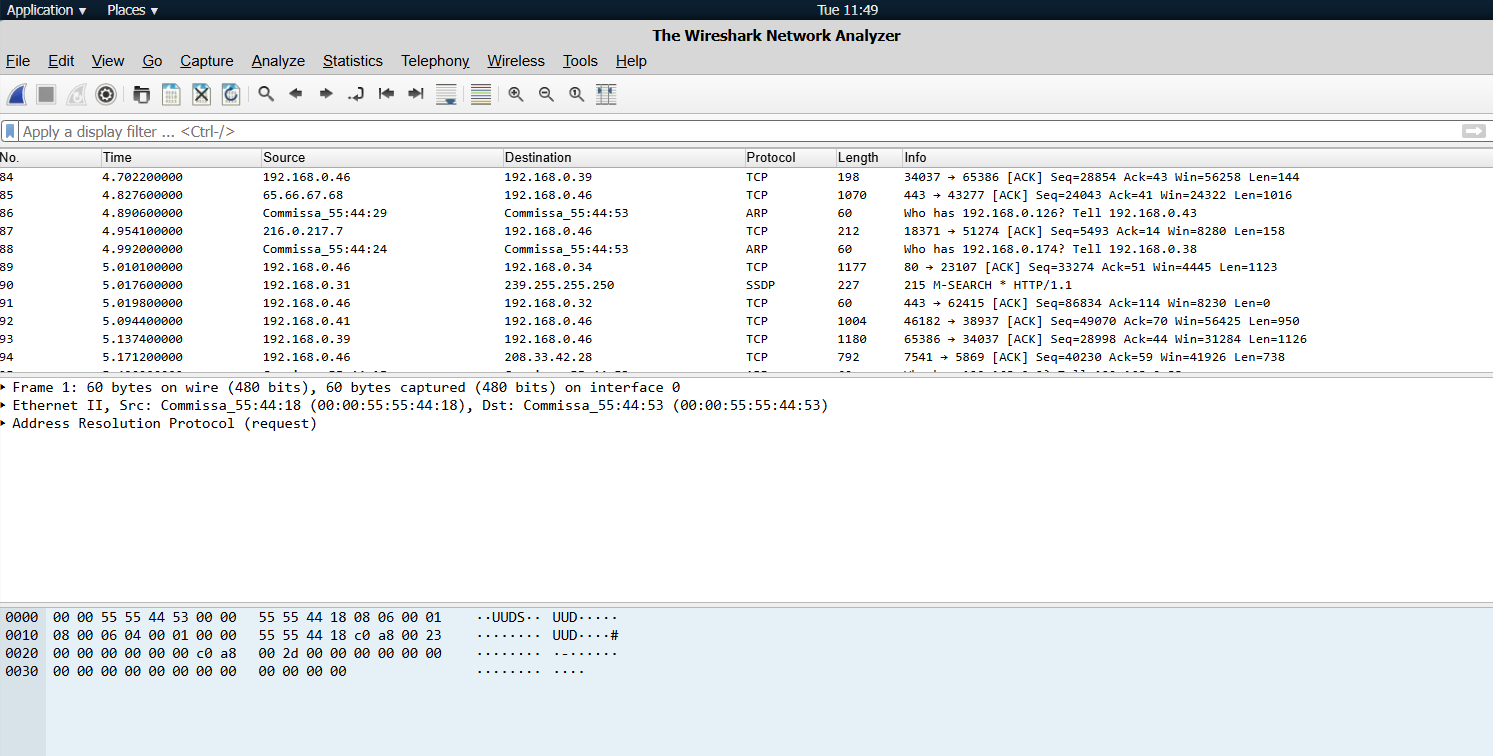 Application ▾ Places ▾ Tue 11:49
The Wireshark Network Analyzer
File Edit View Go Capture Analyze Statistics Telephony Wireless Tools Help
Apply a display filter ... <Ctrl-/>
No. Time Source Destination Protocol Length Info
84 4.702200000 192.168.0.46 192.168.0.39 TCP 198 34037 → 65386 [ACK] Seq=28854 Ack=43 Win=56258 Len=144
85 4.827600000 65.66.67.68 192.168.0.46 TCP 1070 443 → 43277 [ACK] Seq=24043 Ack=41 Win=24322 Len=1016
86 4.890600000 Commissa_55:44:29 Commissa_55:44:53 ARP 60 Who has 192.168.0.126? Tell 192.168.0.43
87 4.954100000 216.0.217.7 192.168.0.46 TCP 212 18371 → 51274 [ACK] Seq=5493 Ack=14 Win=8280 Len=158
88 4.992000000 Commissa_55:44:24 Commissa_55:44:53 ARP 60 Who has 192.168.0.174? Tell 192.168.0.38
89 5.010100000 192.168.0.46 192.168.0.34 TCP 1177 80 → 23107 [ACK] Seq=33274 Ack=51 Win=4445 Len=1123
90 5.017600000 192.168.0.31 239.255.255.250 SSDP 227 215 M-SEARCH * HTTP/1.1
91 5.019800000 192.168.0.46 192.168.0.32 TCP 60 443 → 62415 [ACK] Seq=86834 Ack=114 Win=8230 Len=0
92 5.094400000 192.168.0.41 192.168.0.46 TCP 1004 46182 → 38937 [ACK] Seq=49070 Ack=70 Win=56425 Len=950
93 5.137400000 192.168.0.39 192.168.0.46 TCP 1180 65386 → 34037 [ACK] Seq=28998 Ack=44 Win=31284 Len=1126
94 5.171200000 192.168.0.46 208.33.42.28 TCP 792 7541 → 5869 [ACK] Seq=40230 Ack=59 Win=41926 Len=738
Frame 1: 60 bytes on wire (480 bits), 60 bytes captured (480 bits) on interface 0
Ethernet II, Src: Commissa_55:44:18 (00:00:55:55:44:18), Dst: Commissa_55:44:53 (00:00:55:55:44:53)
Address Resolution Protocol (request)
0000 00 00 55 55 44 53 00 00 55 55 44 18 08 06 00 01 ··UUDS·· UUD·····
0010 08 00 06 04 00 01 00 00 55 55 44 18 c0 a8 00 23 ········ UUD····#
0020 00 00 00 00 00 00 c0 a8 00 2d 00 00 00 00 00 00 ········ ·-······
0030 00 00 00 00 00 00 00 00 00 00 00 00 ········ ····